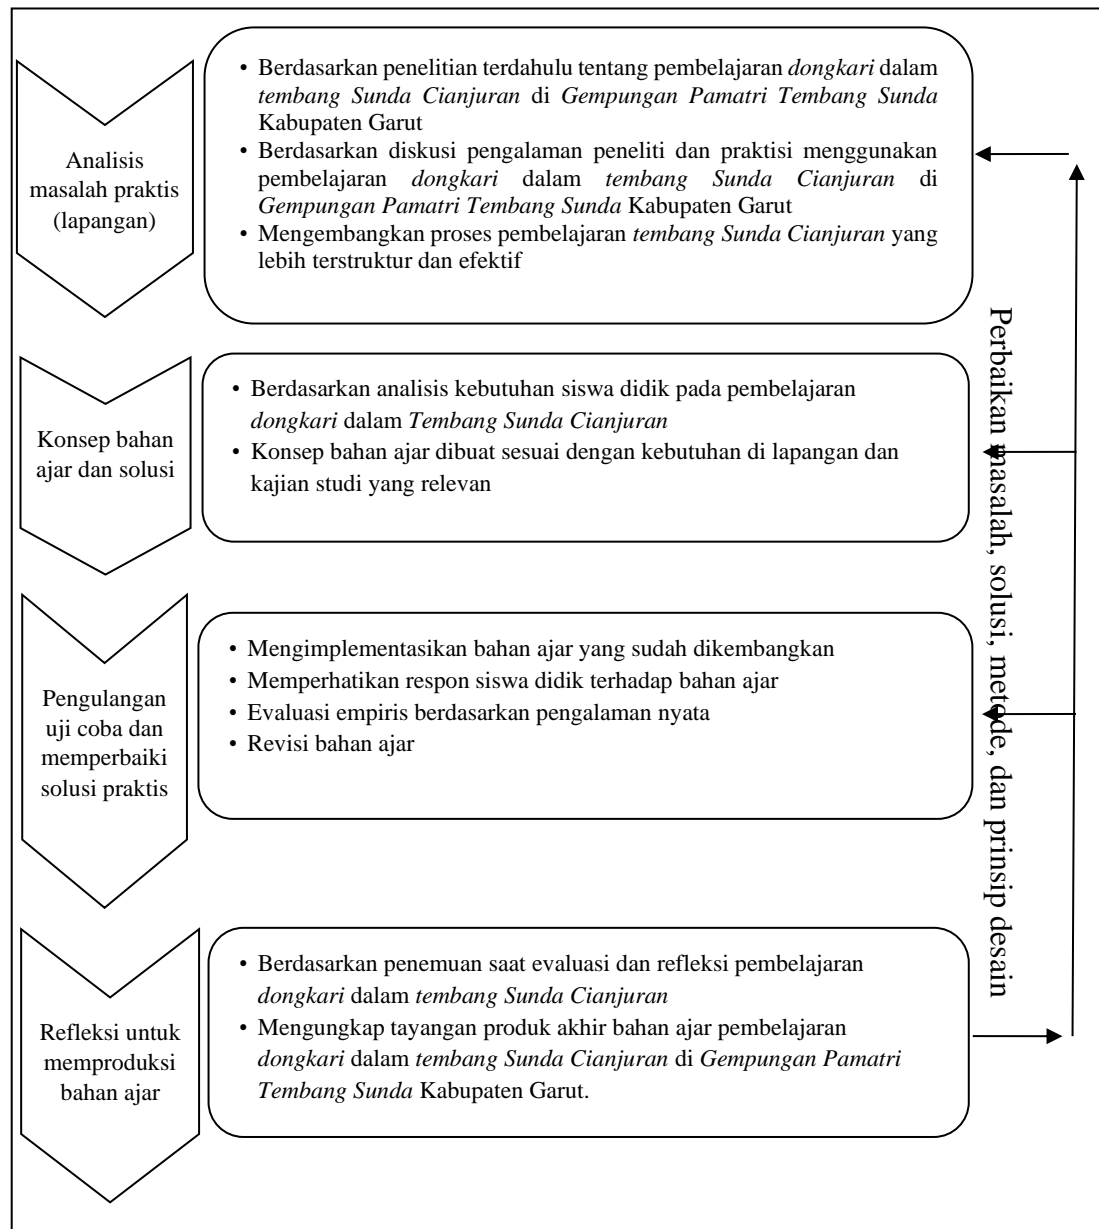 Analisis
masalah praktis
(lapangan)
• Berdasarkan penelitian terdahulu tentang pembelajaran dongkari dalam
tembang Sunda Cianjuran di Gempungan Pamatri Tembang Sunda
Kabupaten Garut
• Berdasarkan diskusi pengalaman peneliti dan praktisi menggunakan
pembelajaran dongkari dalam tembang Sunda Cianjuran di
Gempungan Pamatri Tembang Sunda Kabupaten Garut
• Mengembangkan proses pembelajaran tembang Sunda Cianjuran yang
lebih terstruktur dan efektif
Konsep bahan
ajar dan solusi
• Berdasarkan analisis kebutuhan siswa didik pada pembelajaran
dongkari dalam Tembang Sunda Cianjuran
• Konsep bahan ajar dibuat sesuai dengan kebutuhan di lapangan dan
kajian studi yang relevan
Pengulangan
uji coba dan
memperbaiki
solusi praktis
• Mengimplementasikan bahan ajar yang sudah dikembangkan
• Memperhatikan respon siswa didik terhadap bahan ajar
• Evaluasi empiris berdasarkan pengalaman nyata
• Revisi bahan ajar
Refleksi untuk
memproduksi
bahan ajar
• Berdasarkan penemuan saat evaluasi dan refleksi pembelajaran
dongkari dalam tembang Sunda Cianjuran
• Mengungkap tayangan produk akhir bahan ajar pembelajaran
dongkari dalam tembang Sunda Cianjuran di Gempungan Pamatri
Tembang Sunda Kabupaten Garut.
Perbaikan masalah, solusi, metode, dan prinsip desain